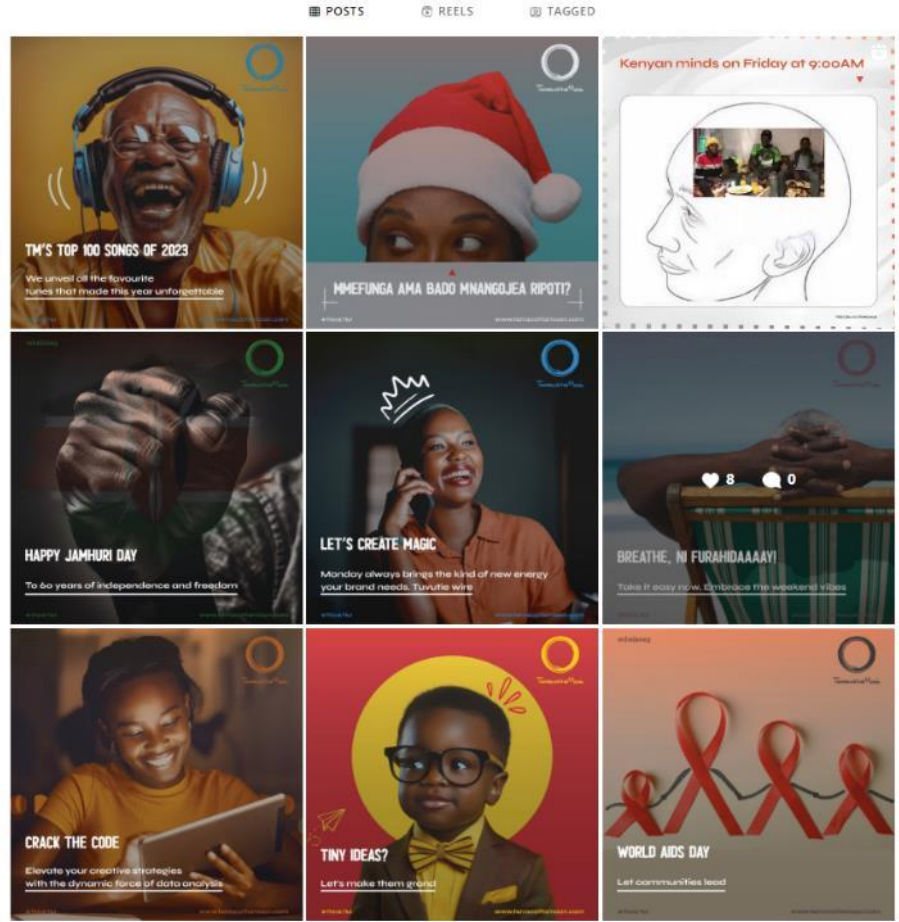 POSTS
REELS
TAGGED
TM'S TOP 100 SONGS OF 2023
We unveil all the favourite
tunes that made this year unforgettable
MMEFUNGA AMA BADO MNANGOJEA RIPOTI?
Kenyan minds on Friday at 9:00AM
HAPPY JAMHURI DAY
To 60 years of independence and freedom
LET'S CREATE MAGIC
Monday always brings the kind of new energy
your brand needs. Tuvutie wire
8
0
BREATHE, NI FURAHIDAAAAY!
Take it easy now. Embrace the weekend vibes
CRACK THE CODE
Elevate your creative strategies
with the dynamic force of data analysis
TINY IDEAS?
Let's make them grand
WORLD AIDS DAY
Let communities lead